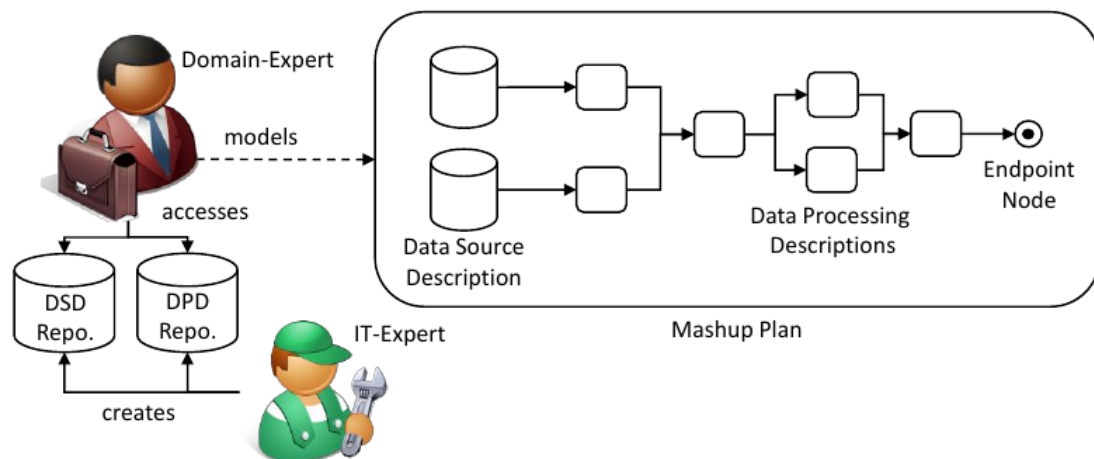 Domain-Expert
models
accesses
DSD
Repo.
DPD
Repo.
IT-Expert
creates
Data Source
Description
Data Processing
Descriptions
Endpoint
Node
Mashup Plan